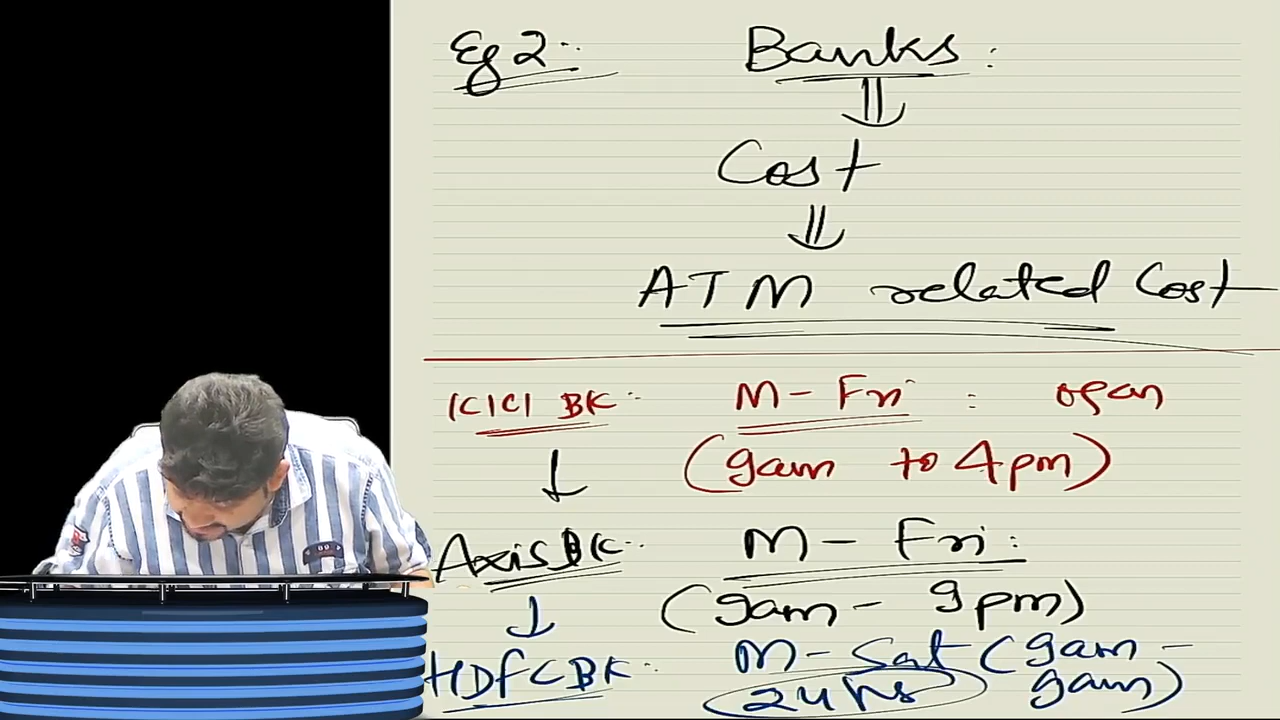 Eg 2:
Banks:
Cost
ATM related Cost
ICICI BK: M - Fri : open
(9am to 4pm)
Axis BK: M - Fri:
(9am - 9pm)
HDFC BK: M - Sat (9am -
24 hrs 9am)